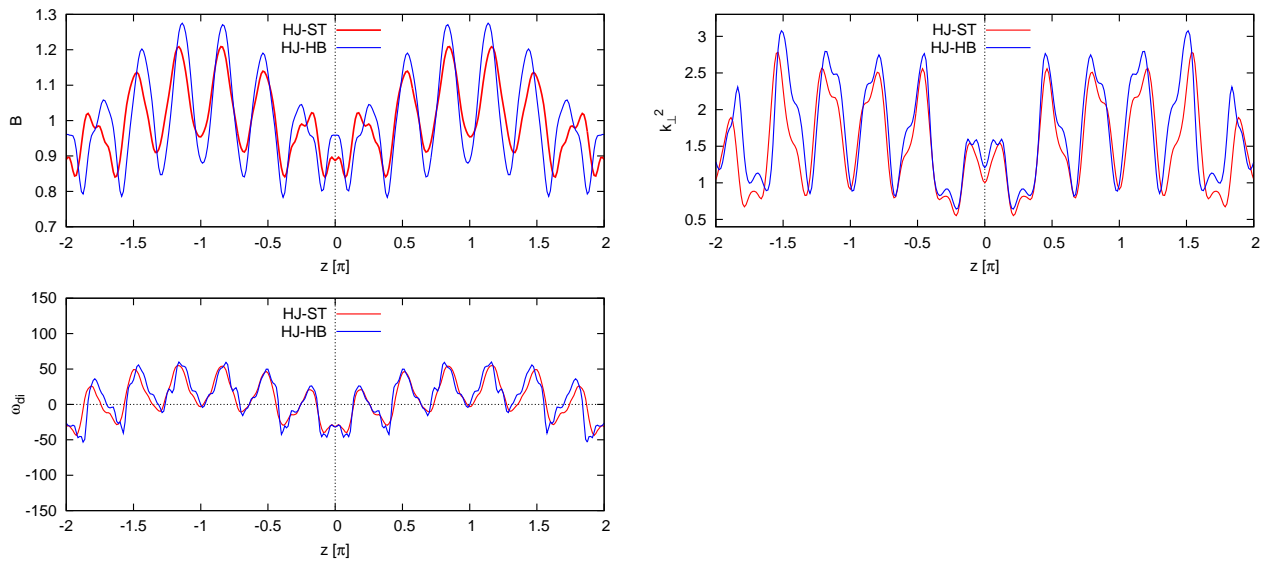 1.3
1.2
1.1
1
0.9
0.8
0.7
B
HJ-ST
HJ-HB
-2 -1.5 -1 -0.5 0 0.5 1 1.5 2
z [π]
3
2.5
2
1.5
1
0.5
k⊥²
HJ-ST
HJ-HB
-2 -1.5 -1 -0.5 0 0.5 1 1.5 2
z [π]
150
100
50
0
-50
-100
-150
ωdi
HJ-ST
HJ-HB
-2 -1.5 -1 -0.5 0 0.5 1 1.5 2
z [π]